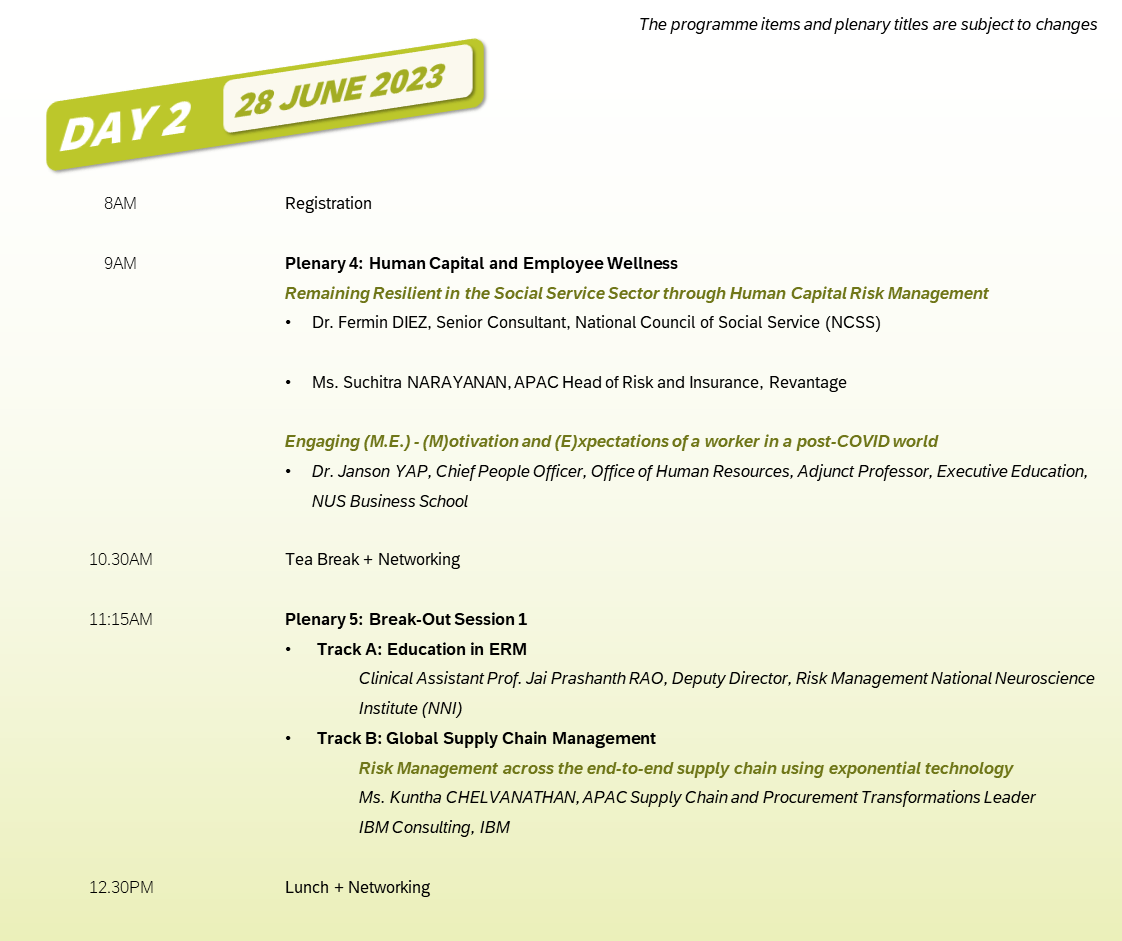 The programme items and plenary titles are subject to changes
DAY 2 28 JUNE 2023
8AM Registration
9AM Plenary 4: Human Capital and Employee Wellness
Remaining Resilient in the Social Service Sector through Human Capital Risk Management
• Dr. Fermin DIEZ, Senior Consultant, National Council of Social Service (NCSS)
• Ms. Suchitra NARAYANAN, APAC Head of Risk and Insurance, Revantage
Engaging (M.E.) - (M)otivation and (E)xpectations of a worker in a post-COVID world
• Dr. Janson YAP, Chief People Officer, Office of Human Resources, Adjunct Professor, Executive Education,
NUS Business School
10.30AM Tea Break + Networking
11:15AM Plenary 5: Break-Out Session 1
• Track A: Education in ERM
Clinical Assistant Prof. Jai Prashanth RAO, Deputy Director, Risk Management National Neuroscience
Institute (NNI)
• Track B: Global Supply Chain Management
Risk Management across the end-to-end supply chain using exponential technology
Ms. Kuntha CHELVANATHAN, APAC Supply Chain and Procurement Transformations Leader
IBM Consulting, IBM
12.30PM Lunch + Networking